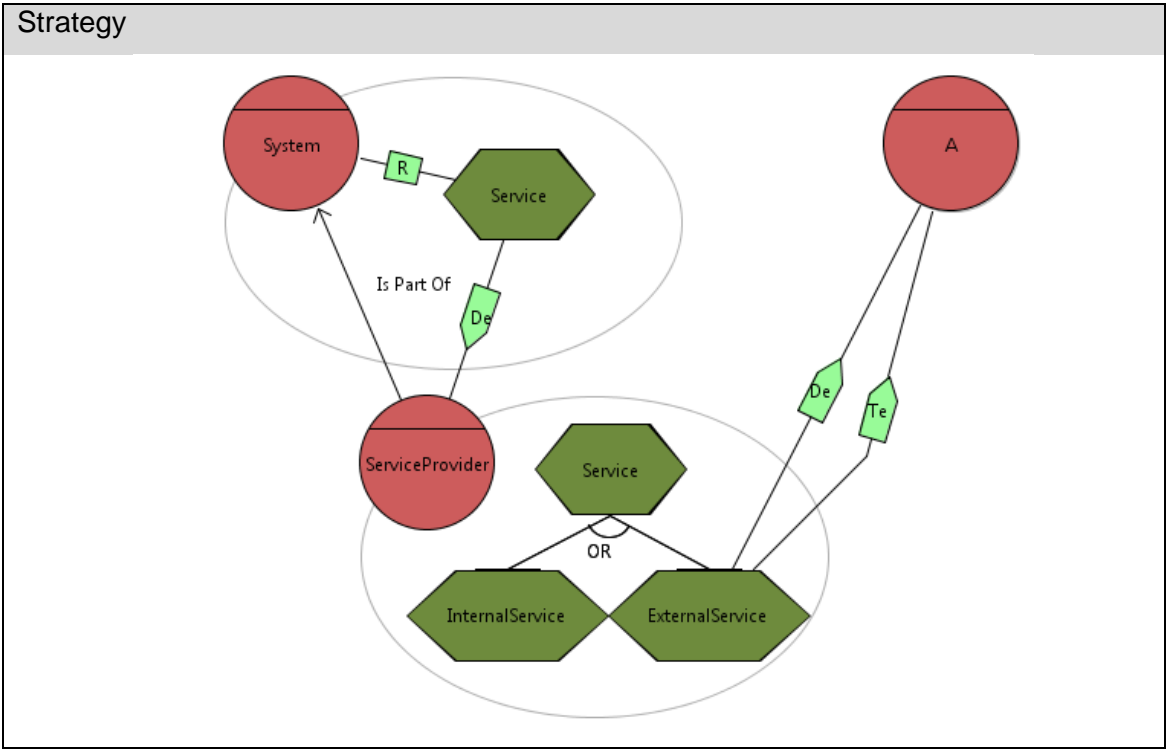 Strategy
System
A
R
Service
Is Part Of
De
De
Te
ServiceProvider
Service
OR
InternalService
ExternalService